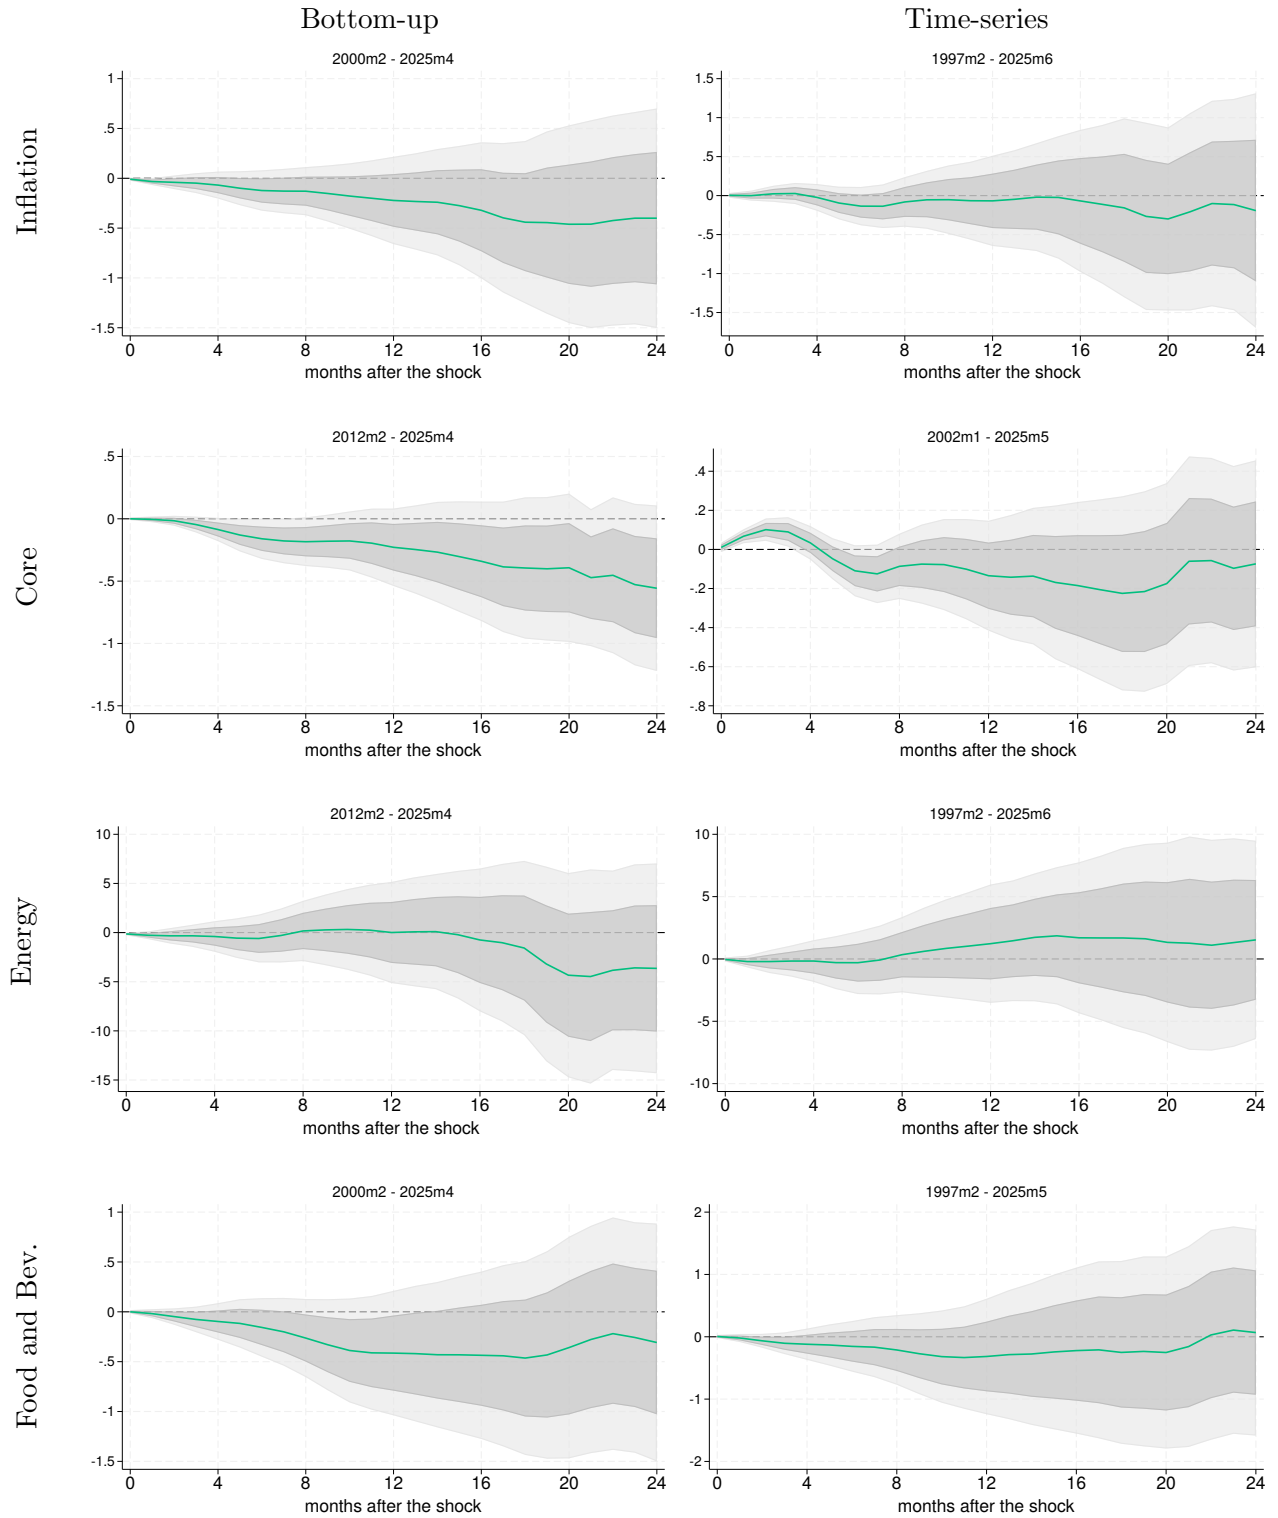 Bottom-up
Time-series
Inflation
2000m2 - 2025m4
1
.5
0
-.5
-1
-1.5
0 4 8 12 16 20 24
months after the shock
1997m2 - 2025m6
1.5
1
.5
0
-.5
-1
-1.5
0 4 8 12 16 20 24
months after the shock
Core
2012m2 - 2025m4
.5
0
-.5
-1
-1.5
0 4 8 12 16 20 24
months after the shock
2002m1 - 2025m5
.4
.2
0
-.2
-.4
-.6
-.8
0 4 8 12 16 20 24
months after the shock
Energy
2012m2 - 2025m4
10
5
0
-5
-10
-15
0 4 8 12 16 20 24
months after the shock
1997m2 - 2025m6
10
5
0
-5
-10
0 4 8 12 16 20 24
months after the shock
Food and Bev.
2000m2 - 2025m4
1
.5
0
-.5
-1
-1.5
0 4 8 12 16 20 24
months after the shock
1997m2 - 2025m5
2
1
0
-1
-2
0 4 8 12 16 20 24
months after the shock